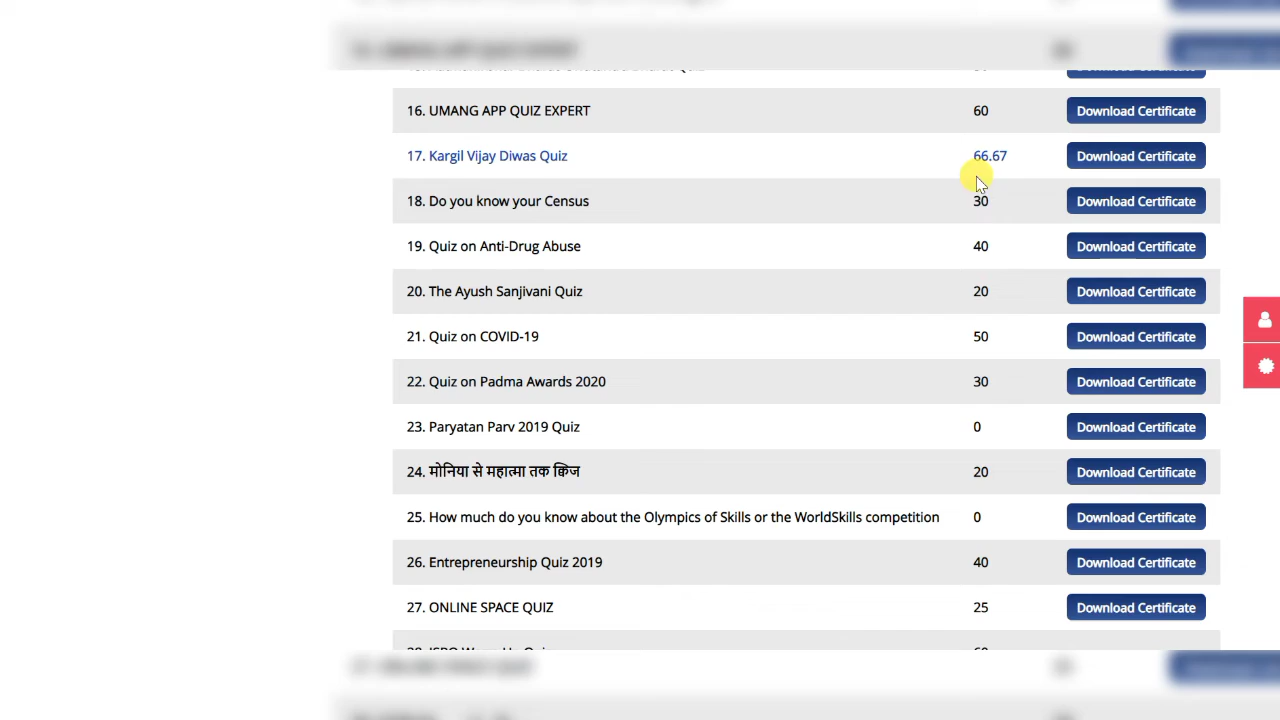 16. UMANG APP QUIZ EXPERT 60 Download Certificate
17. Kargil Vijay Diwas Quiz 66.67 Download Certificate
18. Do you know your Census 30 Download Certificate
19. Quiz on Anti-Drug Abuse 40 Download Certificate
20. The Ayush Sanjivani Quiz 20 Download Certificate
21. Quiz on COVID-19 50 Download Certificate
22. Quiz on Padma Awards 2020 30 Download Certificate
23. Paryatan Parv 2019 Quiz 0 Download Certificate
24. मोनिया से महात्मा तक क्विज 20 Download Certificate
25. How much do you know about the Olympics of Skills or the WorldSkills competition 0 Download Certificate
26. Entrepreneurship Quiz 2019 40 Download Certificate
27. ONLINE SPACE QUIZ 25 Download Certificate